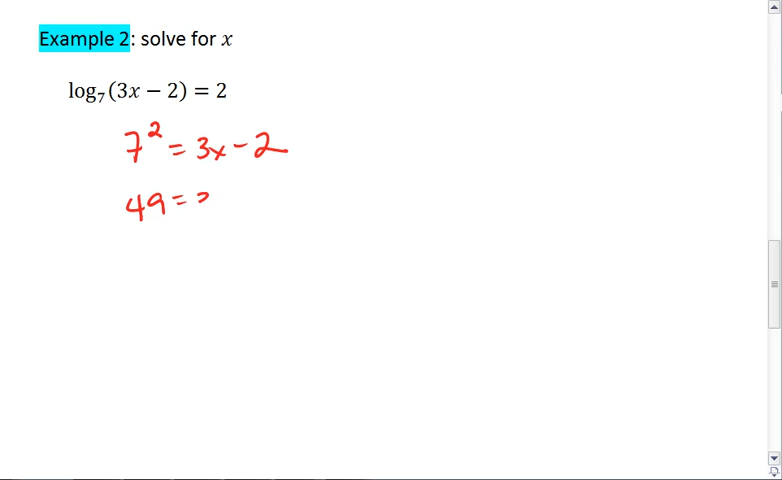 Example 2: solve for x
log₇(3x − 2) = 2
7² = 3x − 2
49 =